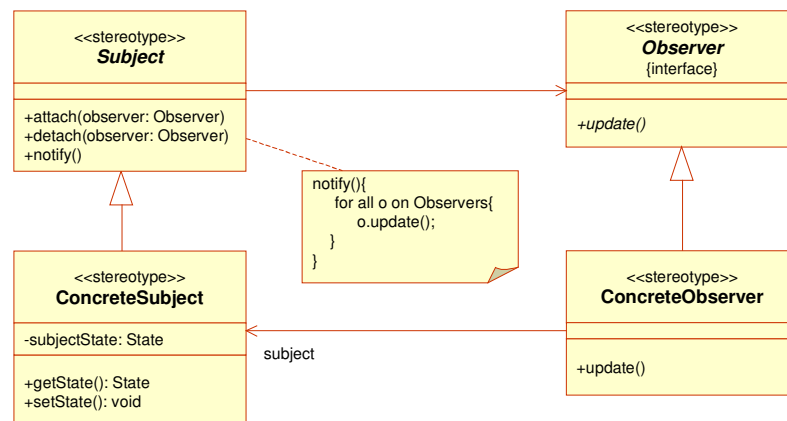 <<stereotype>>
Subject
+attach(observer: Observer)
+detach(observer: Observer)
+notify()
<<stereotype>>
Observer
{interface}
+update()
notify(){
for all o on Observers{
o.update();
}
}
<<stereotype>>
ConcreteSubject
-subjectState: State
+getState(): State
+setState(): void
subject
<<stereotype>>
ConcreteObserver
+update()